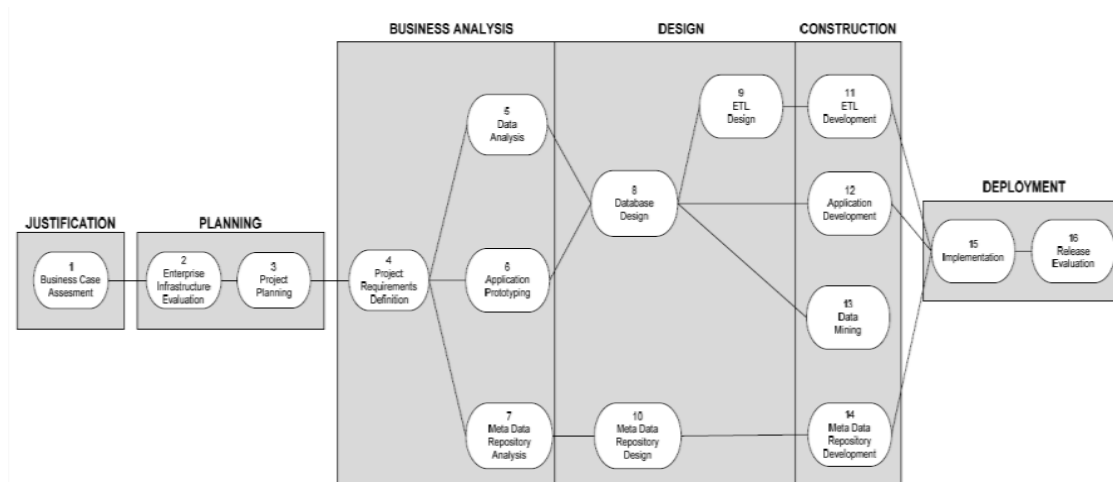 BUSINESS ANALYSIS
DESIGN
CONSTRUCTION
JUSTIFICATION
PLANNING
DEPLOYMENT
1
Business Case
Assesment
2
Enterprise
Infrastructure
Evaluation
3
Project
Planning
4
Project
Requirements
Definition
5
Data
Analysis
6
Application
Prototyping
7
Meta Data
Repository
Analysis
8
Database
Design
9
ETL
Design
10
Meta Data
Repository
Design
11
ETL
Development
12
Application
Development
13
Data
Mining
14
Meta Data
Repository
Development
15
Implementation
16
Release
Evaluation